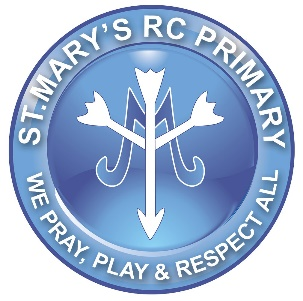 ST.MARY'S RC PRIMARY
M
WE PRAY, PLAY & RESPECT ALL